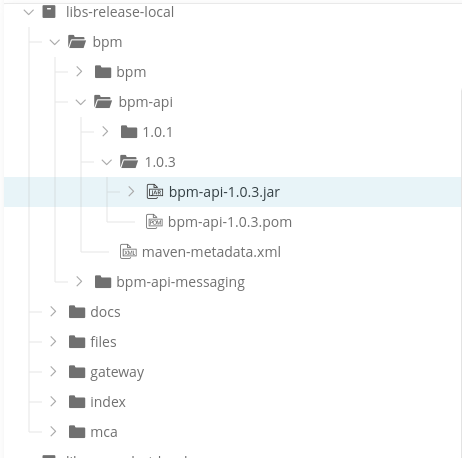 libs-release-local
bpm
bpm
bpm-api
1.0.1
1.0.3
bpm-api-1.0.3.jar
bpm-api-1.0.3.pom
maven-metadata.xml
bpm-api-messaging
docs
files
gateway
index
mca